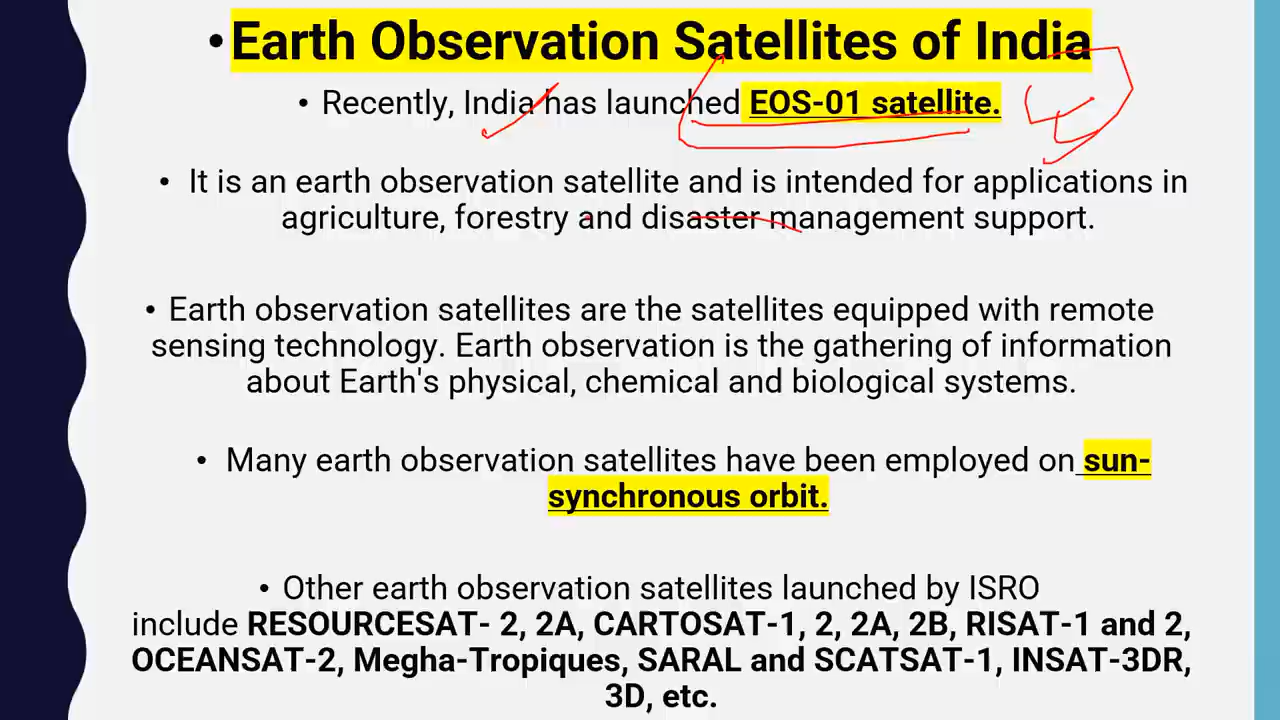 •Earth Observation Satellites of India
• Recently, India has launched EOS-01 satellite.
• It is an earth observation satellite and is intended for applications in
agriculture, forestry and disaster management support.
• Earth observation satellites are the satellites equipped with remote
sensing technology. Earth observation is the gathering of information
about Earth's physical, chemical and biological systems.
• Many earth observation satellites have been employed on sun-
synchronous orbit.
• Other earth observation satellites launched by ISRO
include RESOURCESAT- 2, 2A, CARTOSAT-1, 2, 2A, 2B, RISAT-1 and 2,
OCEANSAT-2, Megha-Tropiques, SARAL and SCATSAT-1, INSAT-3DR,
3D, etc.